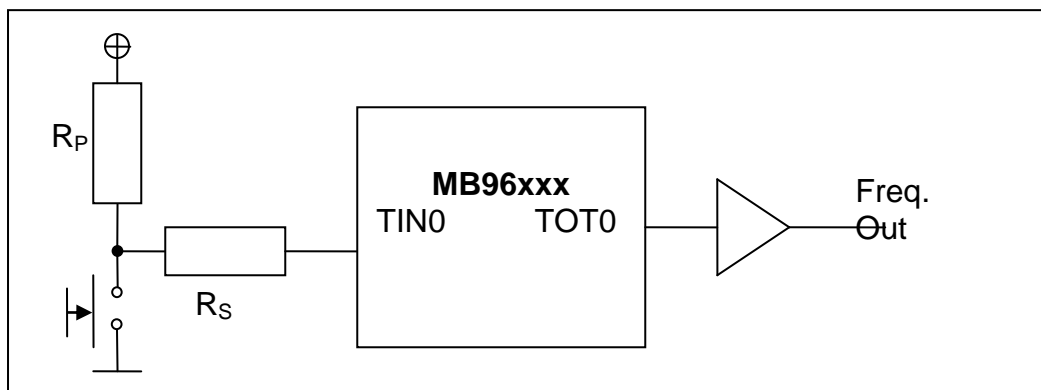 R_P
MB96xxx
TIN0 TOT0
Freq.
Out
R_S